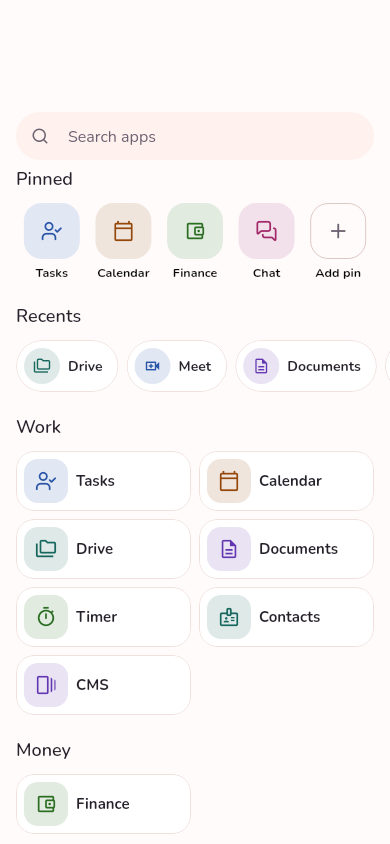 Search apps
Pinned
Tasks
Calendar
Finance
Chat
Add pin
Recents
Drive
Meet
Documents
Work
Tasks
Calendar
Drive
Documents
Timer
Contacts
CMS
Money
Finance